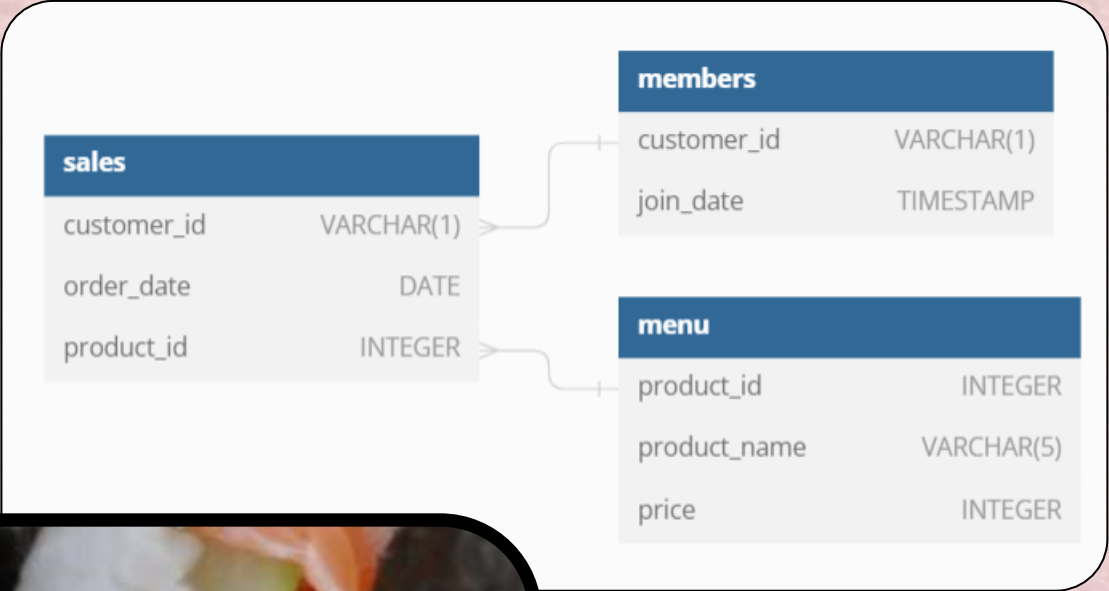 sales
customer_id VARCHAR(1)
order_date DATE
product_id INTEGER
members
customer_id VARCHAR(1)
join_date TIMESTAMP
menu
product_id INTEGER
product_name VARCHAR(5)
price INTEGER